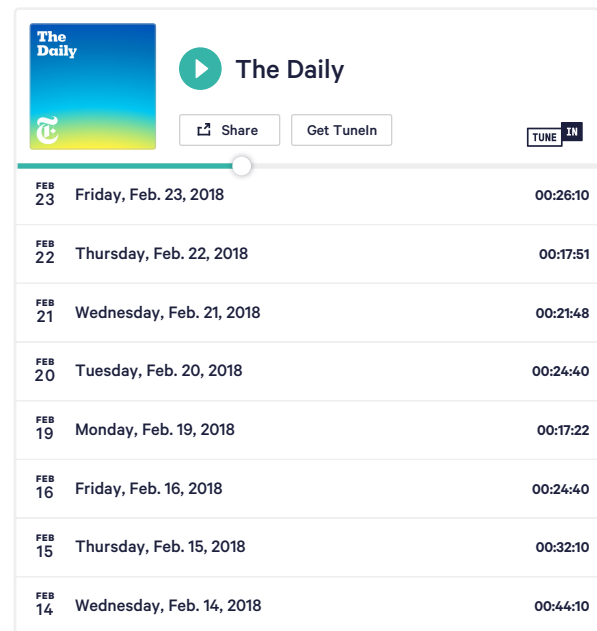 The
Daily
The Daily
Share
Get TuneIn
TUNE IN
FEB
23
Friday, Feb. 23, 2018
00:26:10
FEB
22
Thursday, Feb. 22, 2018
00:17:51
FEB
21
Wednesday, Feb. 21, 2018
00:21:48
FEB
20
Tuesday, Feb. 20, 2018
00:24:40
FEB
19
Monday, Feb. 19, 2018
00:17:22
FEB
16
Friday, Feb. 16, 2018
00:24:40
FEB
15
Thursday, Feb. 15, 2018
00:32:10
FEB
14
Wednesday, Feb. 14, 2018
00:44:10